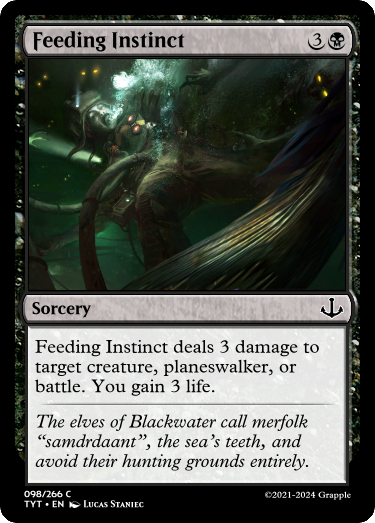 Feeding Instinct 3
Sorcery
Feeding Instinct deals 3 damage to
target creature, planeswalker, or
battle. You gain 3 life.
The elves of Blackwater call merfolk
“samdrdaant”, the sea’s teeth, and
avoid their hunting grounds entirely.
098/266 C
TYT • EN Lucas Staniec
©2021-2024 Grapple